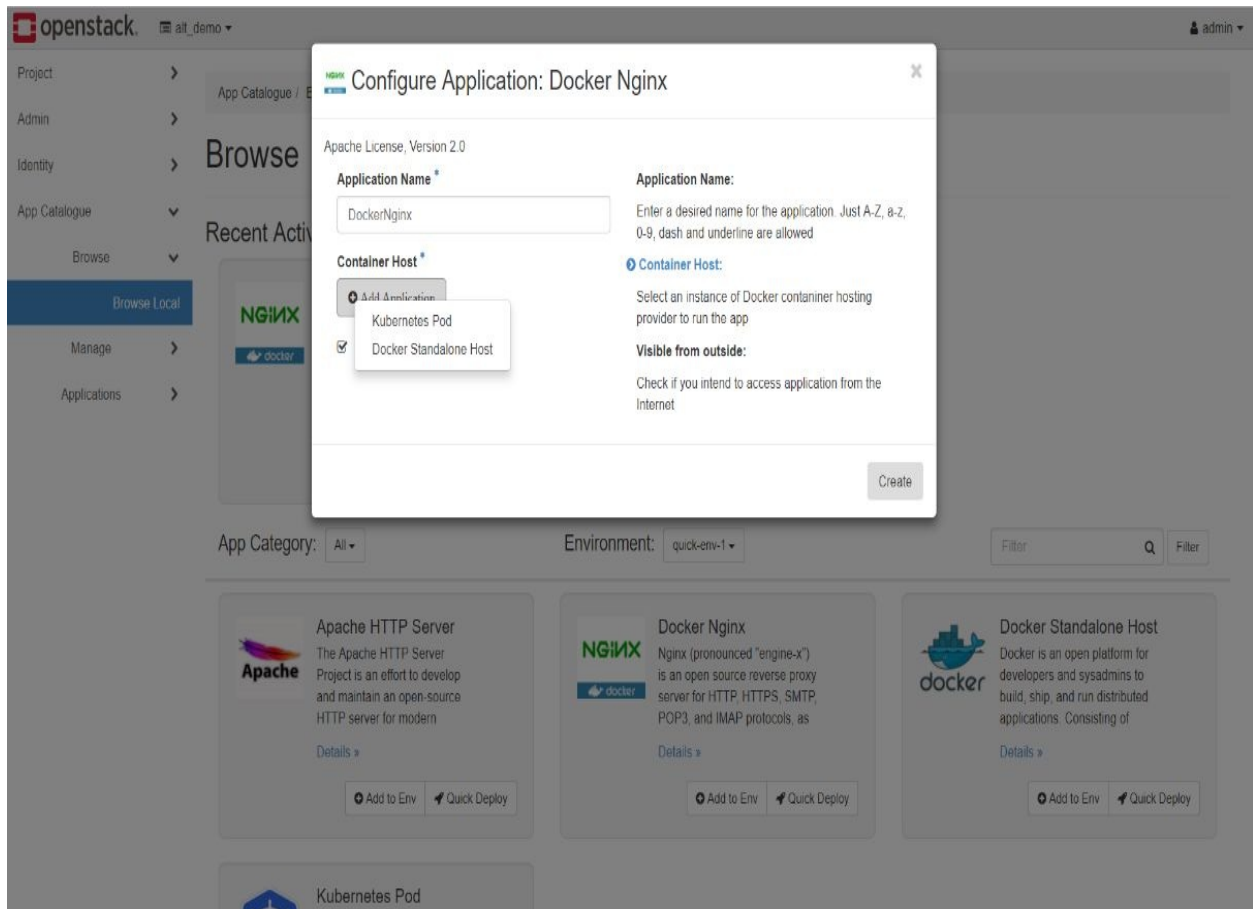 openstack.
alt_demo
admin
Project
Admin
Identity
App Catalogue
Browse
Browse Local
Manage
Applications
App Catalogue /
Browse
Recent Activ
NGINX
docker
NGINX
docker
Configure Application: Docker Nginx
×
Apache License, Version 2.0
Application Name *
DockerNginx
Container Host *
Add Application
Kubernetes Pod
Docker Standalone Host
Application Name:
Enter a desired name for the application. Just A-Z, a-z,
0-9, dash and underline are allowed
Container Host:
Select an instance of Docker contaniner hosting
provider to run the app
Visible from outside:
Check if you intend to access application from the
Internet
Create
App Category:
All
Environment:
quick-env-1
Filter
Filter
Apache
Apache HTTP Server
The Apache HTTP Server
Project is an effort to develop
and maintain an open-source
HTTP server for modern
Details »
Add to Env
Quick Deploy
NGINX
docker
Docker Nginx
Nginx (pronounced "engine-x")
is an open source reverse proxy
server for HTTP, HTTPS, SMTP,
POP3, and IMAP protocols, as
Details »
Add to Env
Quick Deploy
docker
Docker Standalone Host
Docker is an open platform for
developers and sysadmins to
build, ship, and run distributed
applications. Consisting of
Details »
Add to Env
Quick Deploy
Kubernetes Pod